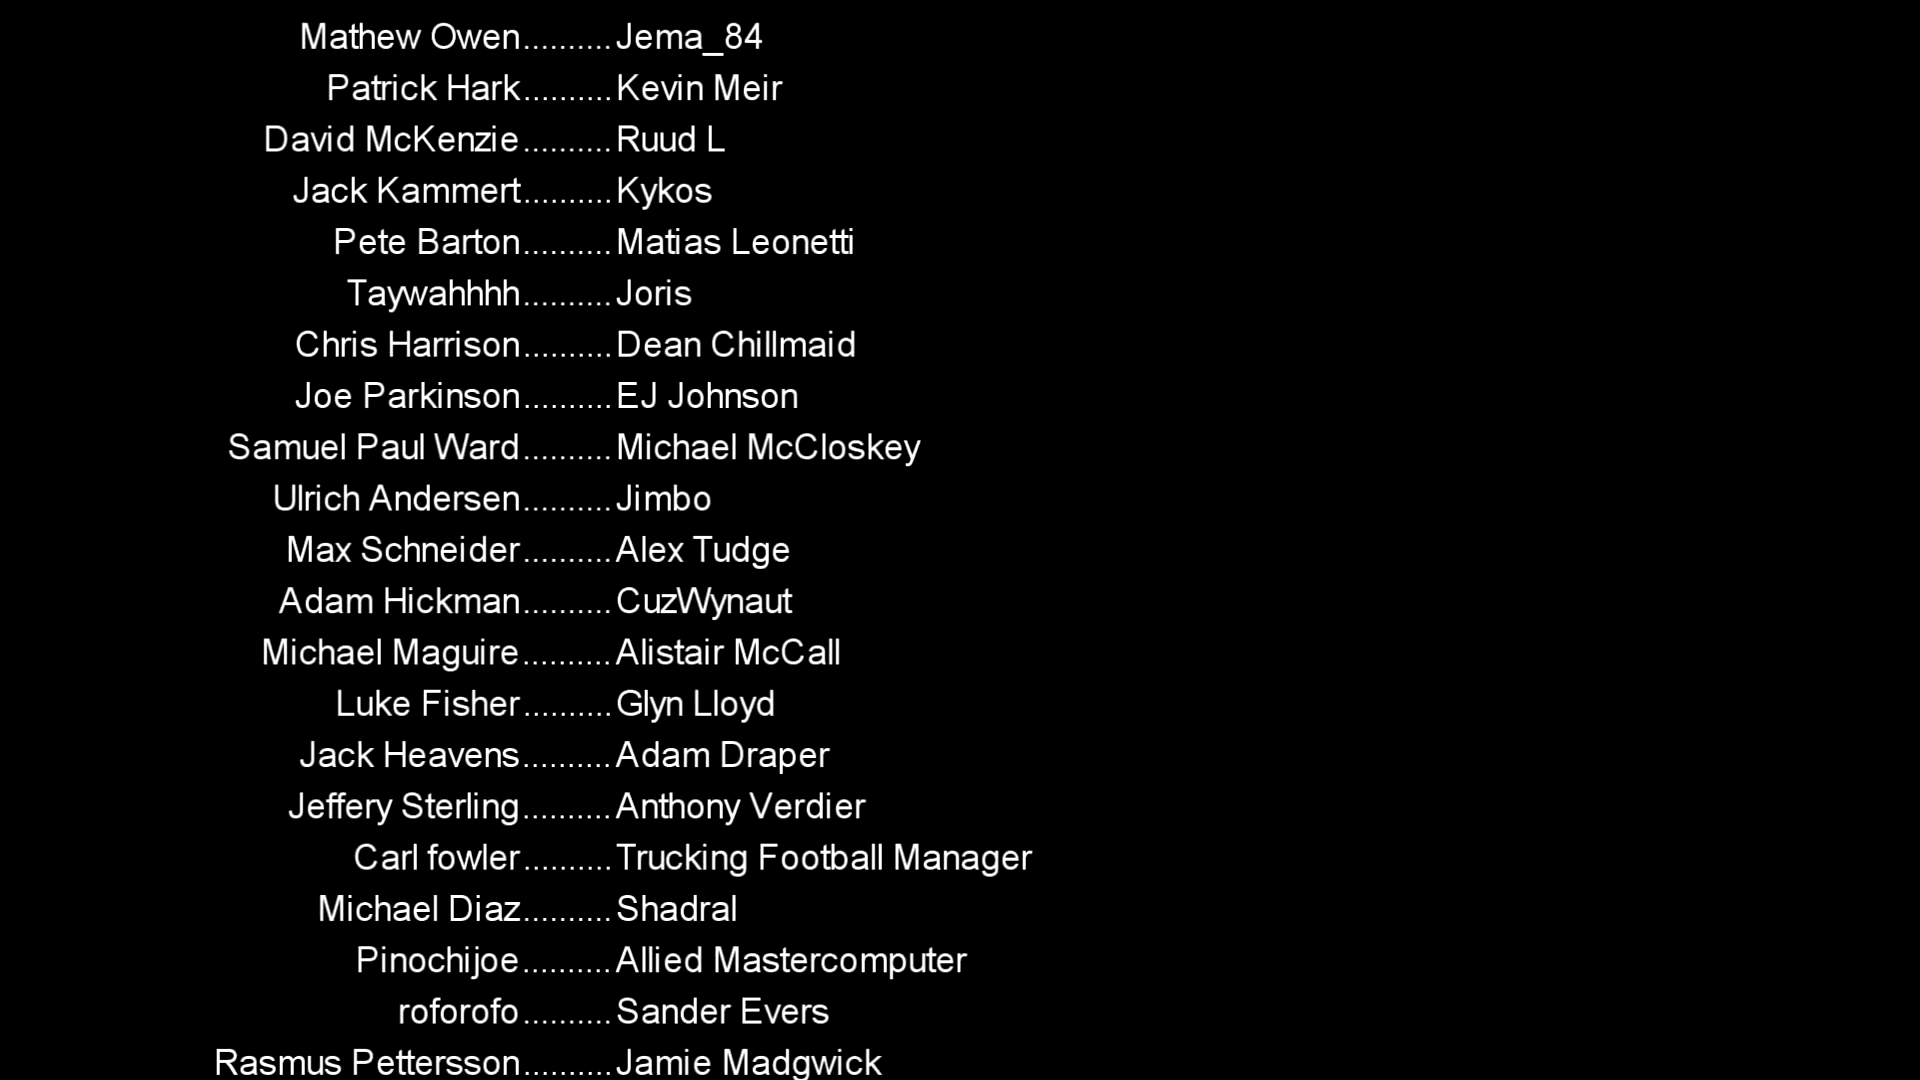 Mathew Owen..........Jema_84
Patrick Hark..........Kevin Meir
David McKenzie..........Ruud L
Jack Kammert..........Kykos
Pete Barton..........Matias Leonetti
Taywahhhh..........Joris
Chris Harrison..........Dean Chillmaid
Joe Parkinson..........EJ Johnson
Samuel Paul Ward..........Michael McCloskey
Ulrich Andersen..........Jimbo
Max Schneider..........Alex Tudge
Adam Hickman..........CuzWynaut
Michael Maguire..........Alistair McCall
Luke Fisher..........Glyn Lloyd
Jack Heavens..........Adam Draper
Jeffery Sterling..........Anthony Verdier
Carl fowler..........Trucking Football Manager
Michael Diaz..........Shadral
Pinochijoe..........Allied Mastercomputer
roforofo..........Sander Evers
Rasmus Pettersson..........Jamie Madgwick